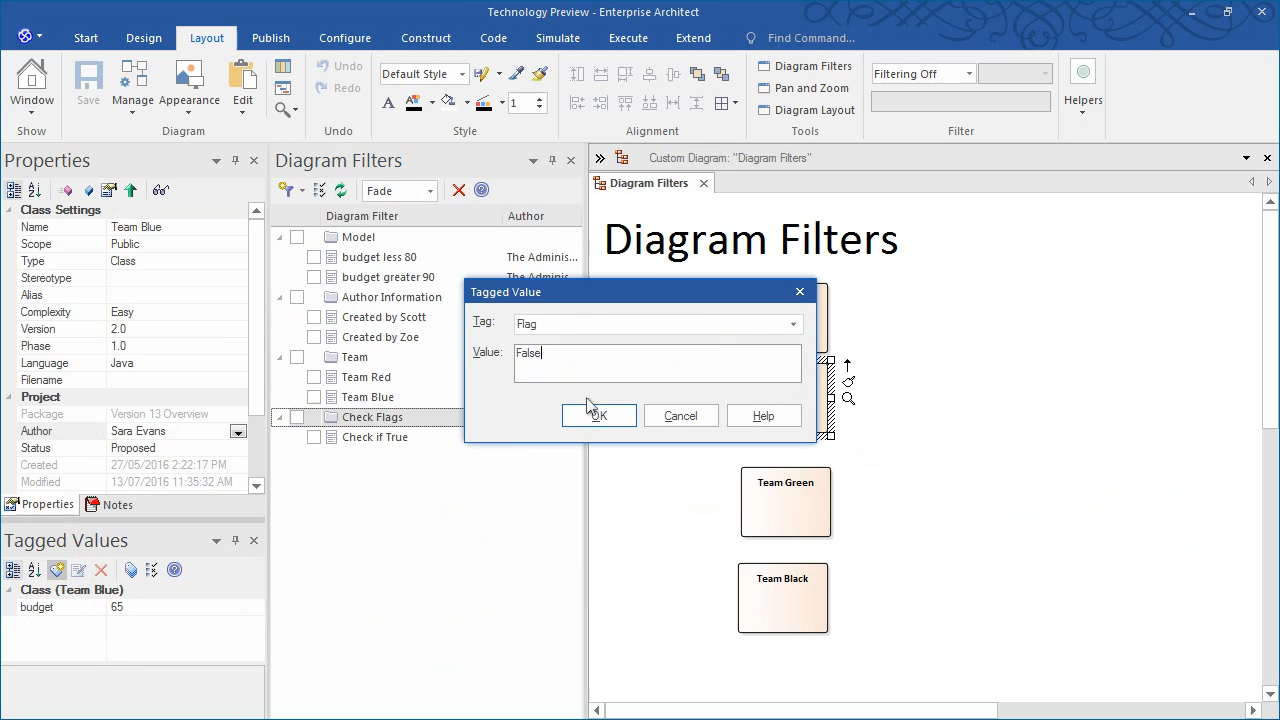 Technology Preview - Enterprise Architect
Start Design Layout Publish Configure Construct Code Simulate Execute Extend Find Command...
Window
Show
Save Manage Appearance Edit
Diagram
Undo
Redo
Undo
Default Style
1
Style
Alignment
Diagram Filters
Pan and Zoom
Diagram Layout
Tools
Filtering Off
Filter
Helpers
Properties
Class Settings
Name Team Blue
Scope Public
Type Class
Stereotype
Alias
Complexity Easy
Version 2.0
Phase 1.0
Language Java
Filename
Project
Package Version 13 Overview
Author Sara Evans
Status Proposed
Created 27/05/2016 2:22:17 PM
Modified 13/07/2016 11:35:32 AM
Properties Notes
Tagged Values
Class (Team Blue)
budget 65
Diagram Filters
Fade
Diagram Filter Author
Model
budget less 80 The Adminis...
budget greater 90 The Adminis...
Author Information
Created by Scott
Created by Zoe
Team
Team Red
Team Blue
Check Flags
Check if True
Tagged Value
Tag: Flag
Value: False
OK Cancel Help
Custom Diagram: "Diagram Filters"
Diagram Filters
Diagram Filters
Team Green
Team Black